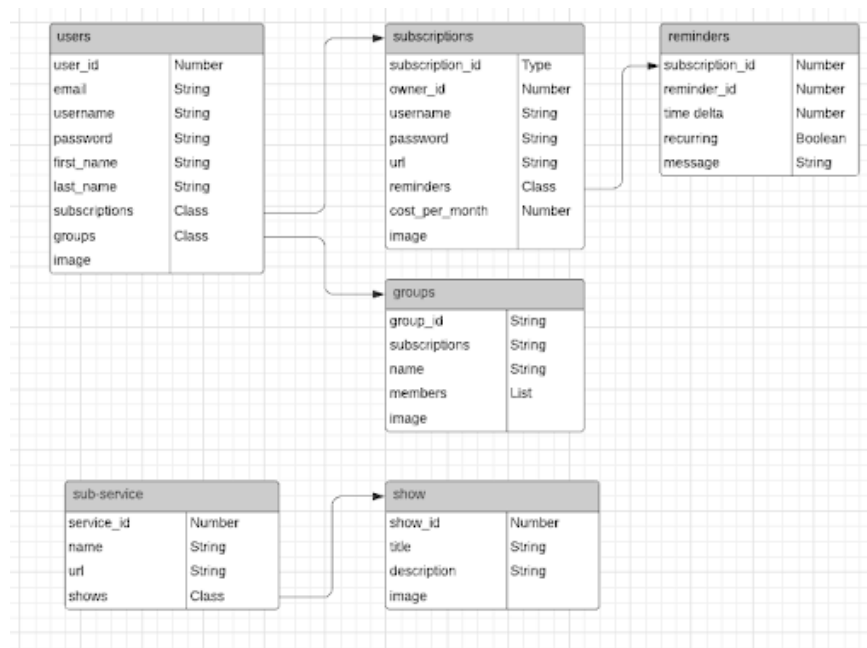 users
user_id Number
email String
username String
password String
first_name String
last_name String
subscriptions Class
groups Class
image
subscriptions
subscription_id Type
owner_id Number
username String
password String
url String
reminders Class
cost_per_month Number
image
reminders
subscription_id Number
reminder_id Number
time delta Number
recurring Boolean
message String
groups
group_id String
subscriptions String
name String
members List
image
sub-service
service_id Number
name String
url String
shows Class
show
show_id Number
title String
description String
image